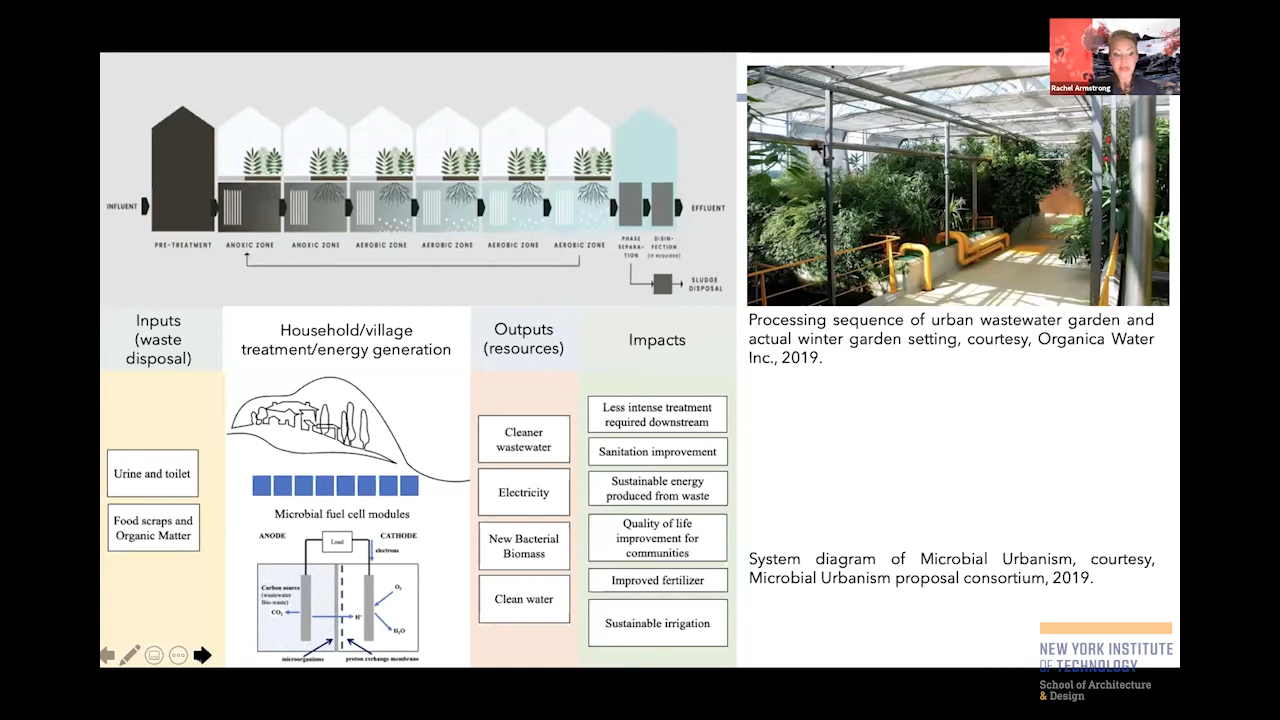 Rachel Armstrong
INFLUENT
EFFLUENT
PRE-TREATMENT
ANOXIC ZONE
ANOXIC ZONE
AEROBIC ZONE
AEROBIC ZONE
AEROBIC ZONE
AEROBIC ZONE
PHASE
SEPARA-
TION
DISIN-
FECTION
(IF REQUIRED)
SLUDGE
DISPOSAL
Processing sequence of urban wastewater garden and
actual winter garden setting, courtesy, Organica Water
Inc., 2019.
Inputs
(waste
disposal)
Household/village
treatment/energy generation
Outputs
(resources)
Impacts
Urine and toilet
Food scraps and
Organic Matter
Microbial fuel cell modules
ANODE
CATHODE
Load
electrons
Carbon source
(wastewater
Bio-waste)
CO₂
H⁺
O₂
H₂O
microorganisms
proton exchange membrane
Cleaner
wastewater
Electricity
New Bacterial
Biomass
Clean water
Less intense treatment
required downstream
Sanitation improvement
Sustainable energy
produced from waste
Quality of life
improvement for
communities
Improved fertilizer
Sustainable irrigation
System diagram of Microbial Urbanism, courtesy,
Microbial Urbanism proposal consortium, 2019.
NEW YORK INSTITUTE
OF TECHNOLOGY
School of Architecture
& Design